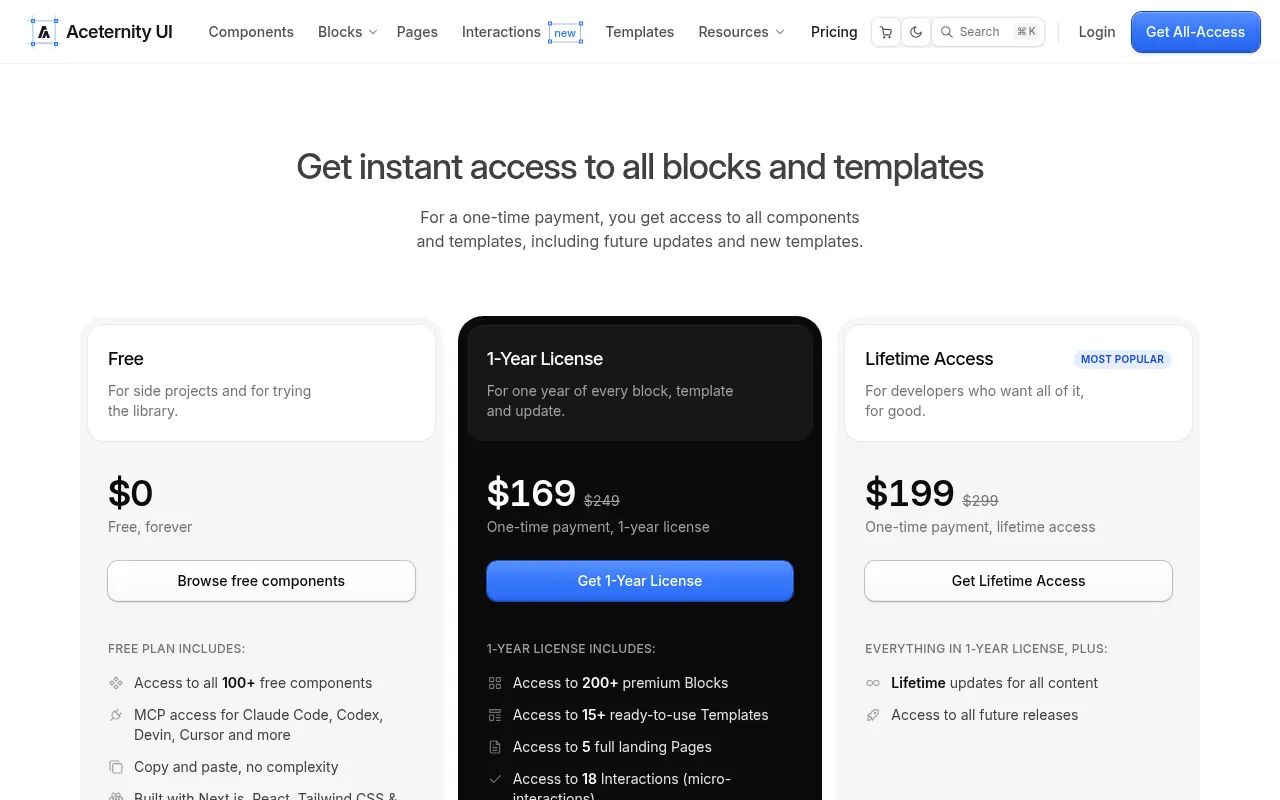 Aceternity UI
Components
Blocks
Pages
Interactions
new
Templates
Resources
Pricing
Search
⌘K
Login
Get All-Access
Get instant access to all blocks and templates
For a one-time payment, you get access to all components
and templates, including future updates and new templates.
Free
For side projects and for trying
the library.
$0
Free, forever
Browse free components
FREE PLAN INCLUDES:
Access to all 100+ free components
MCP access for Claude Code, Codex,
Devin, Cursor and more
Copy and paste, no complexity
Built with Next.js, React, Tailwind CSS &
1-Year License
For one year of every block, template
and update.
$169 $249
One-time payment, 1-year license
Get 1-Year License
1-YEAR LICENSE INCLUDES:
Access to 200+ premium Blocks
Access to 15+ ready-to-use Templates
Access to 5 full landing Pages
Access to 18 Interactions (micro-
interactions)
Lifetime Access
MOST POPULAR
For developers who want all of it,
for good.
$199 $299
One-time payment, lifetime access
Get Lifetime Access
EVERYTHING IN 1-YEAR LICENSE, PLUS:
Lifetime updates for all content
Access to all future releases